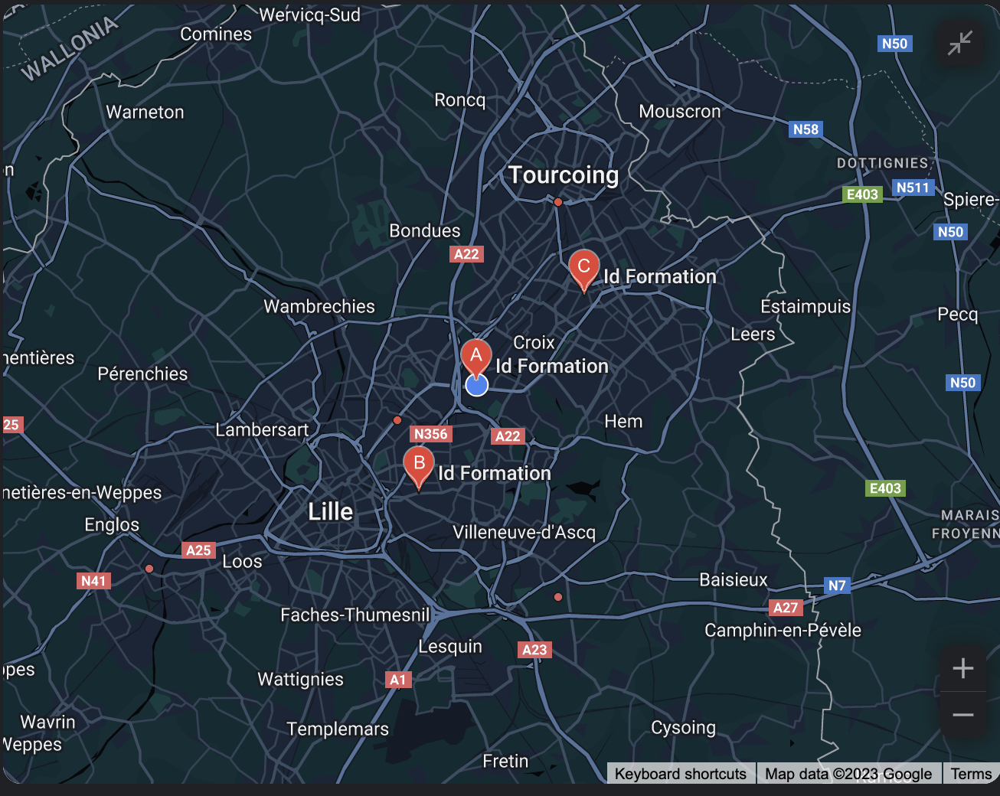 Wervicq-Sud
Comines
WALLONIA
N50
Roncq
Warneton
Mouscron
N58
DOTTIGNIES
Tourcoing
N511
E403
Spiere-
Bondues
N50
A22
C
Id Formation
Wambrechies
Estaimpuis
Pecq
Leers
Croix
A
Id Formation
nentières
Pérenchies
N50
25
Lambersart
Hem
N356
A22
B
Id Formation
E403
netières-en-Weppes
Lille
MARAIS
FROYENN
Englos
Villeneuve-d'Ascq
A25
Loos
N41
Baisieux
N7
A27
Faches-Thumesnil
Camphin-en-Pévèle
Lesquin
A23
ppes
Wattignies
A1
Wavrin
Templemars
Cysoing
Weppes
Fretin
Keyboard shortcuts
Map data ©2023 Google
Terms